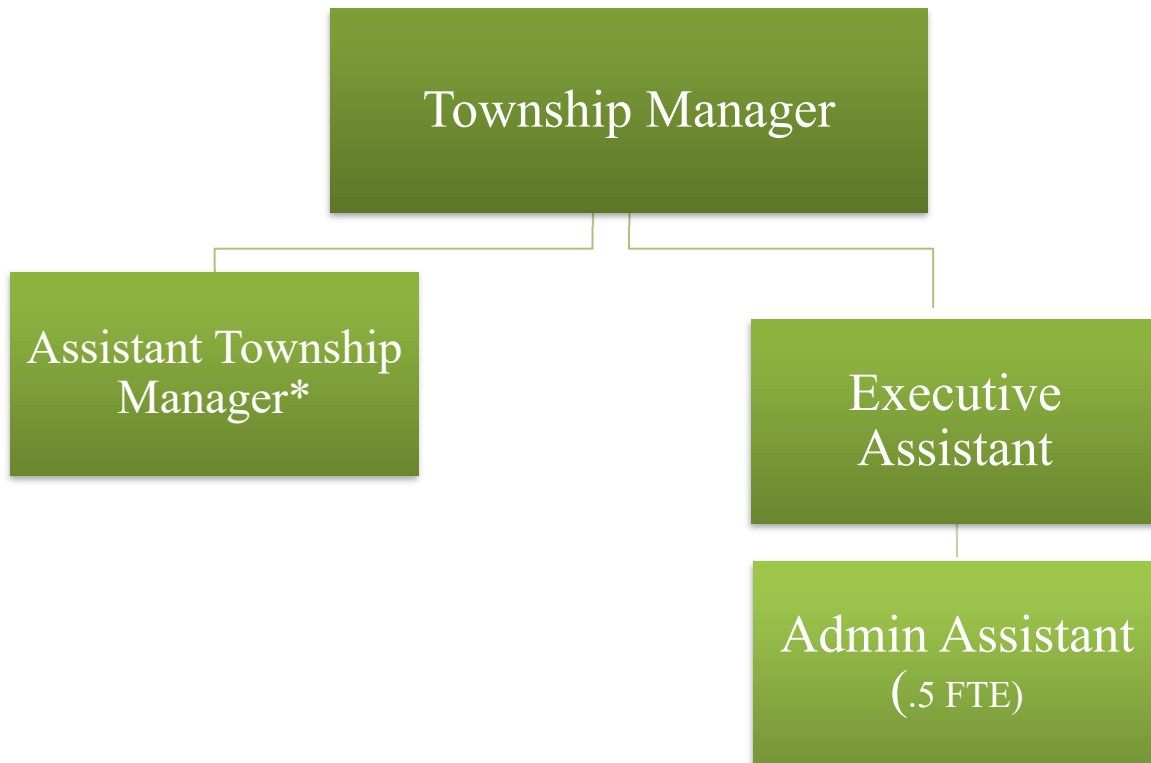 Township Manager
Assistant Township
Manager*
Executive
Assistant
Admin Assistant
(.5 FTE)